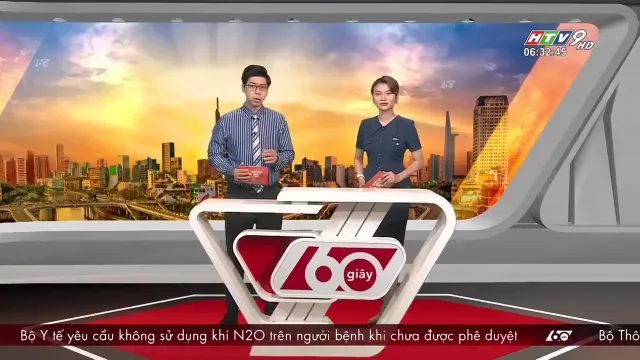 HTV9 HD
06:32:45
60 giây
Bộ Y tế yêu cầu không sử dụng khí N2O trên người bệnh khi chưa được phê duyệt 60 Bộ Thô